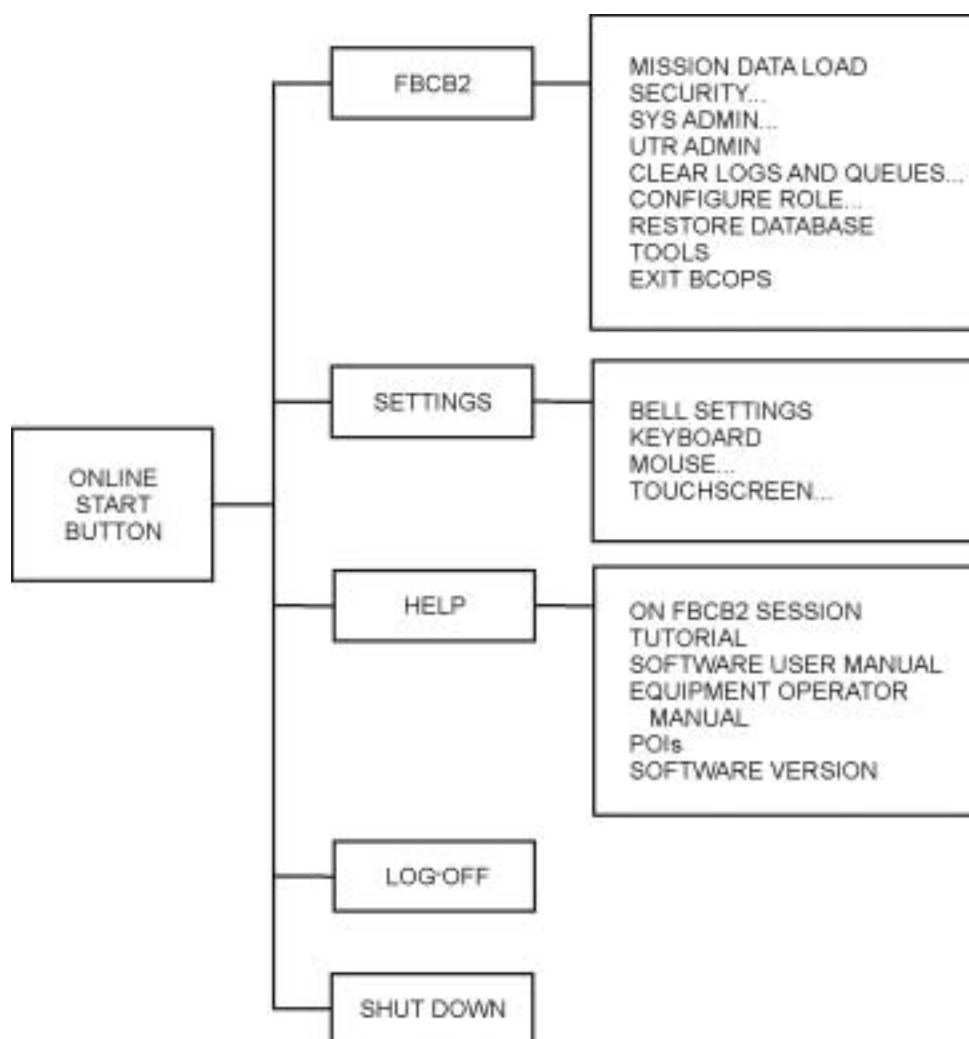 FBCB2
MISSION DATA LOAD
SECURITY...
SYS ADMIN...
UTR ADMIN
CLEAR LOGS AND QUEUES...
CONFIGURE ROLE...
RESTORE DATABASE
TOOLS
EXIT BCOPS
SETTINGS
BELL SETTINGS
KEYBOARD
MOUSE...
TOUCHSCREEN...
ONLINE
START
BUTTON
HELP
ON FBCB2 SESSION
TUTORIAL
SOFTWARE USER MANUAL
EQUIPMENT OPERATOR
MANUAL
POIs
SOFTWARE VERSION
LOG-OFF
SHUT DOWN